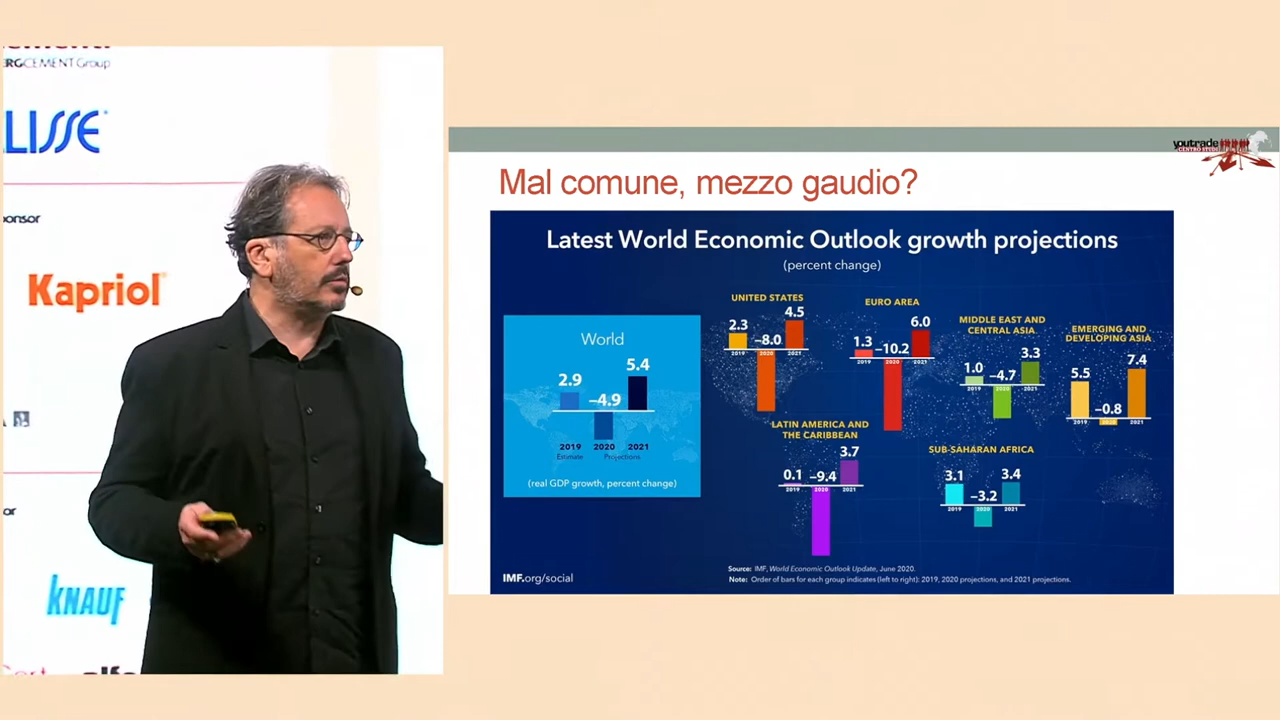 CEMENT Group
LISSE
Kapriol
KNAUF
youtrade
Mal comune, mezzo gaudio?
Latest World Economic Outlook growth projections
(percent change)
World
2.9
–4.9
5.4
2019
2020
2021
Estimate
Projections
(real GDP growth, percent change)
UNITED STATES
2.3
–8.0
4.5
2019
2020
2021
EURO AREA
1.3
–10.2
6.0
2019
2020
2021
MIDDLE EAST AND
CENTRAL ASIA
1.0
–4.7
3.3
2019
2020
2021
EMERGING AND
DEVELOPING ASIA
5.5
–0.8
7.4
2019
2020
2021
LATIN AMERICA AND
THE CARIBBEAN
0.1
–9.4
3.7
2019
2020
2021
SUB-SAHARAN AFRICA
3.1
–3.2
3.4
2019
2020
2021
IMF.org/social
Source: IMF, World Economic Outlook Update, June 2020.
Note: Order of bars for each group indicates (left to right): 2019, 2020 projections, and 2021 projections.